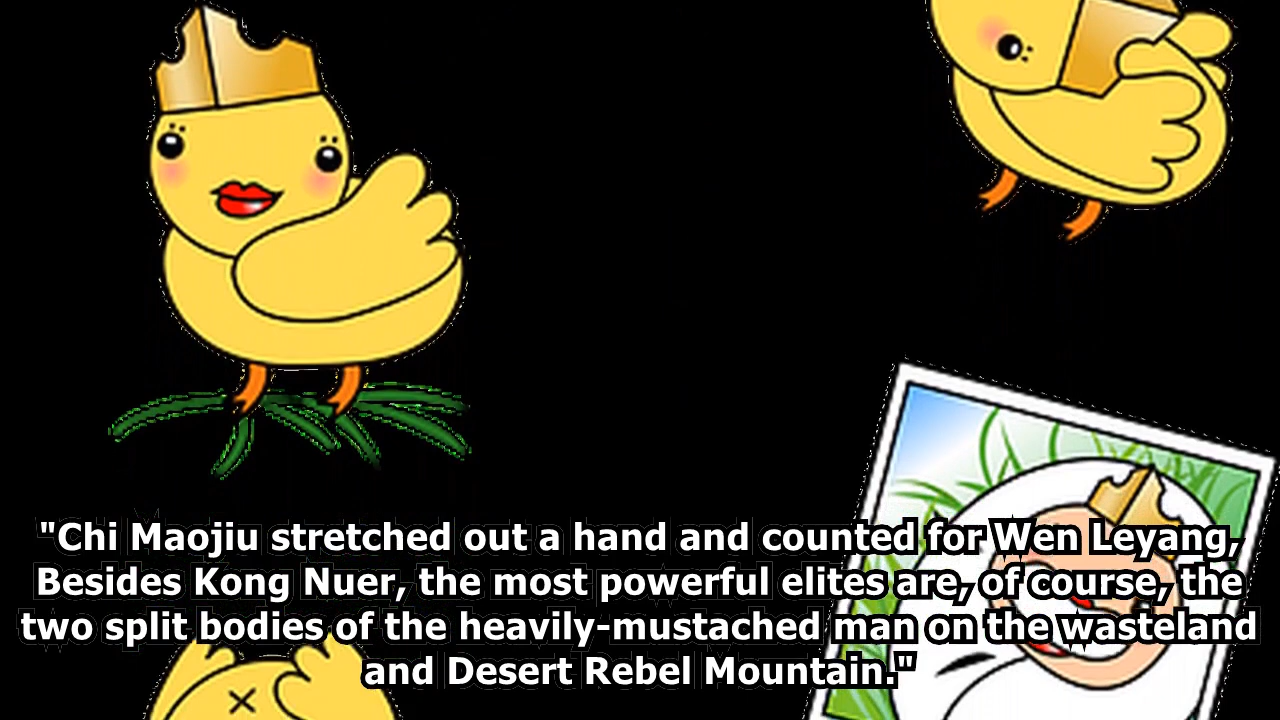 "Chi Maojiu stretched out a hand and counted for Wen Leyang,
Besides Kong Nuer, the most powerful elites are, of course, the
two split bodies of the heavily-mustached man on the wasteland
and Desert Rebel Mountain."